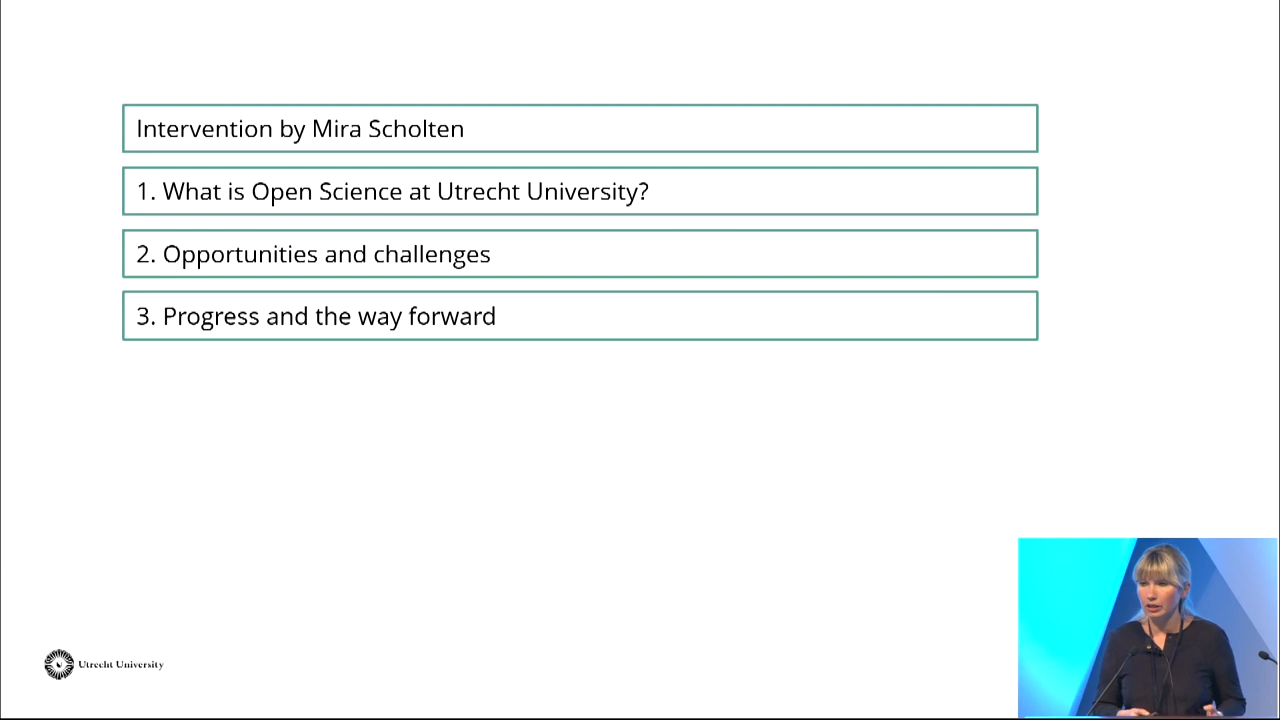 Intervention by Mira Scholten
1. What is Open Science at Utrecht University?
2. Opportunities and challenges
3. Progress and the way forward
Utrecht University